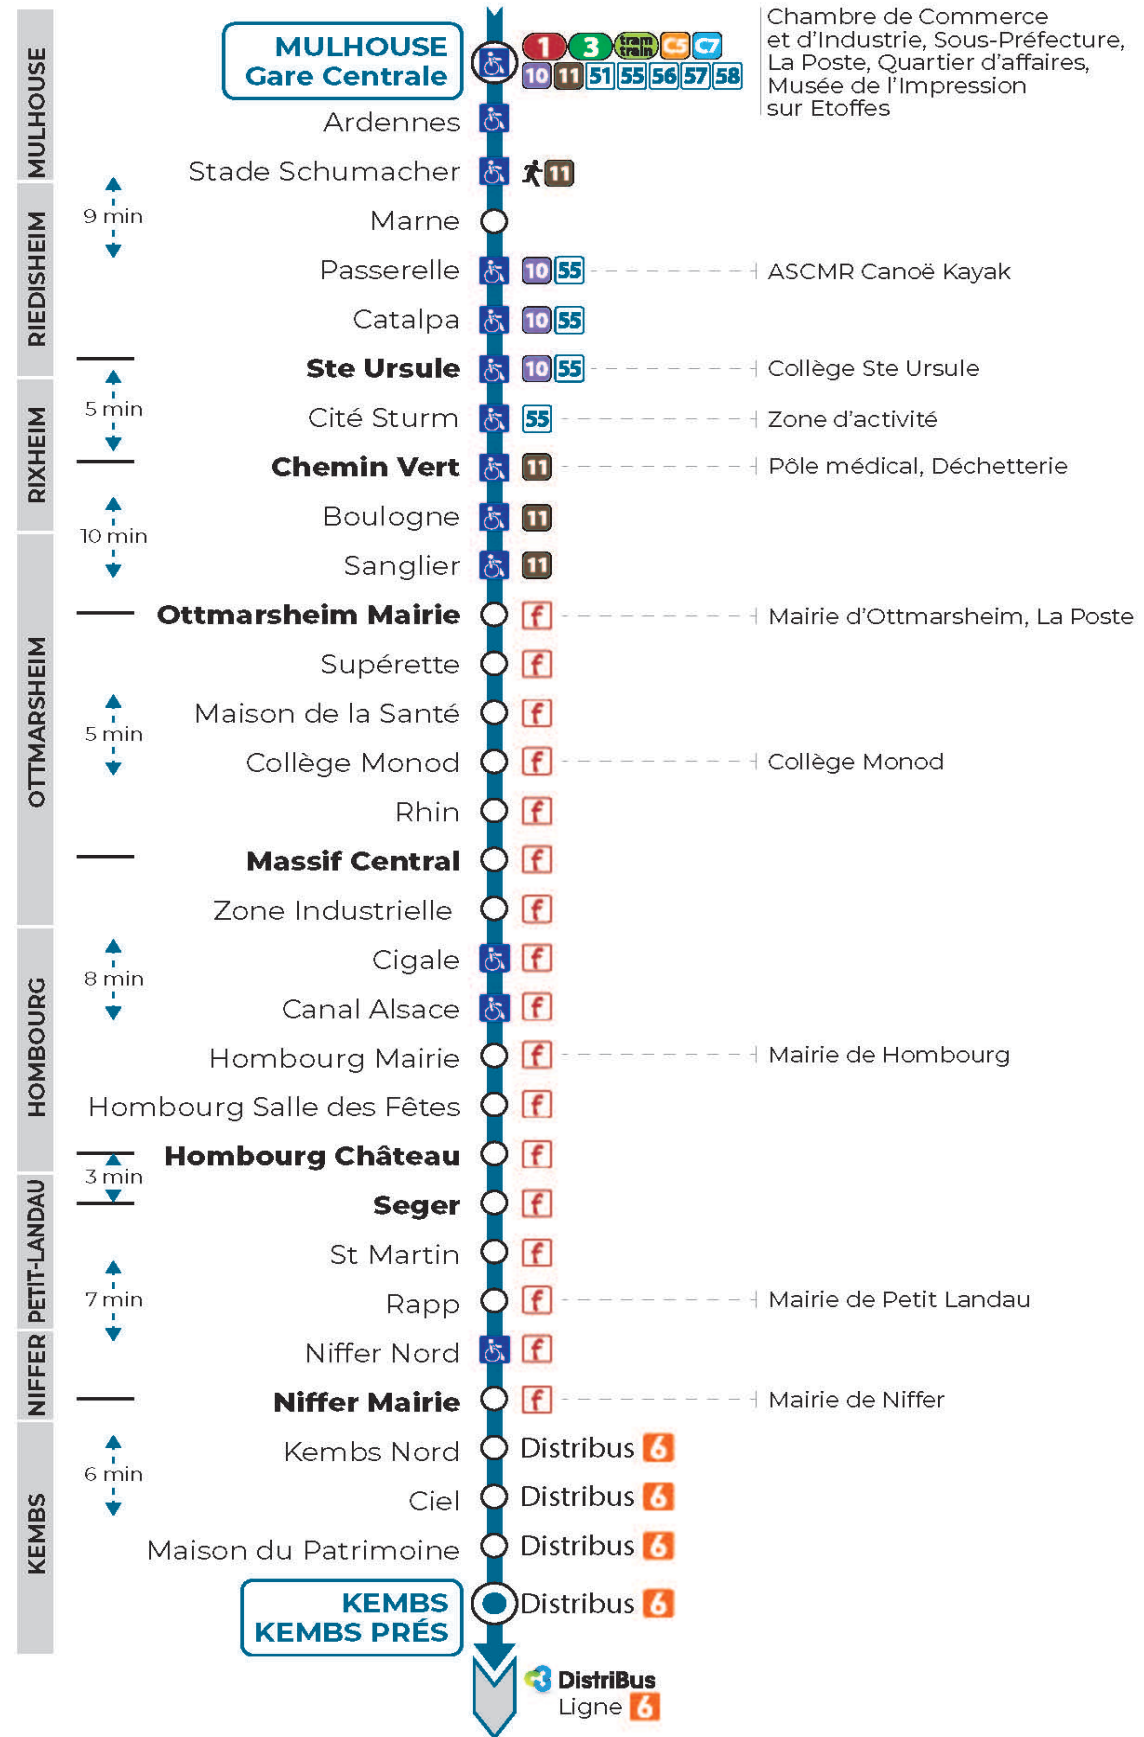 MULHOUSE
Gare Centrale
1 3 tram train C5 C7
10 11 51 55 56 57 58
Chambre de Commerce
et d'Industrie, Sous-Préfecture,
La Poste, Quartier d'affaires,
Musée de l'Impression
sur Etoffes
MULHOUSE
Ardennes
Stade Schumacher 11
RIEDISHEIM
9 min
Marne
Passerelle 10 55 ASCMR Canoë Kayak
Catalpa 10 55
Ste Ursule 10 55 Collège Ste Ursule
RIXHEIM
5 min
Cité Sturm 55 Zone d'activité
Chemin Vert 11 Pôle médical, Déchetterie
Boulogne 11
10 min
Sanglier 11
OTTMARSHEIM
Ottmarsheim Mairie f Mairie d'Ottmarsheim, La Poste
Supérette f
Maison de la Santé f
5 min
Collège Monod f Collège Monod
Rhin f
Massif Central f
Zone Industrielle f
HOMBOURG
Cigale f
8 min
Canal Alsace f
Hombourg Mairie f Mairie de Hombourg
Hombourg Salle des Fêtes f
Hombourg Château f
3 min
PETIT-LANDAU
Seger f
St Martin f
7 min
Rapp f Mairie de Petit Landau
NIFFER
Niffer Nord f
Niffer Mairie f Mairie de Niffer
KEMBS
Kembs Nord Distribus 6
6 min
Ciel Distribus 6
Maison du Patrimoine Distribus 6
KEMBS
KEMBS PRÉS
Distribus 6
DistriBus
Ligne 6